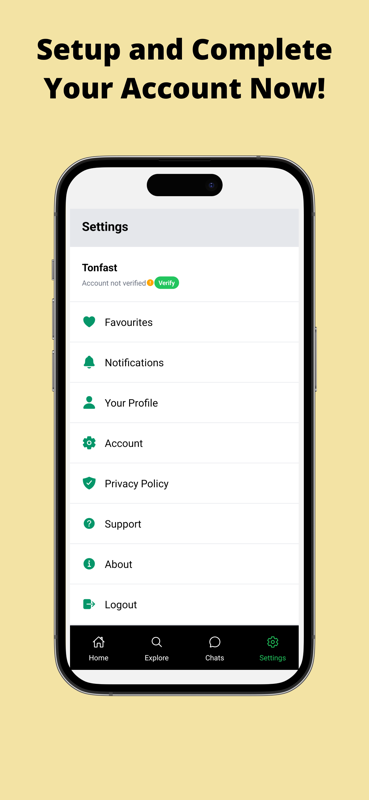 Setup and Complete
Your Account Now!
Settings
Tonfast
Account not verified Verify
Favourites
Notifications
Your Profile
Account
Privacy Policy
Support
About
Logout
Home Explore Chats Settings